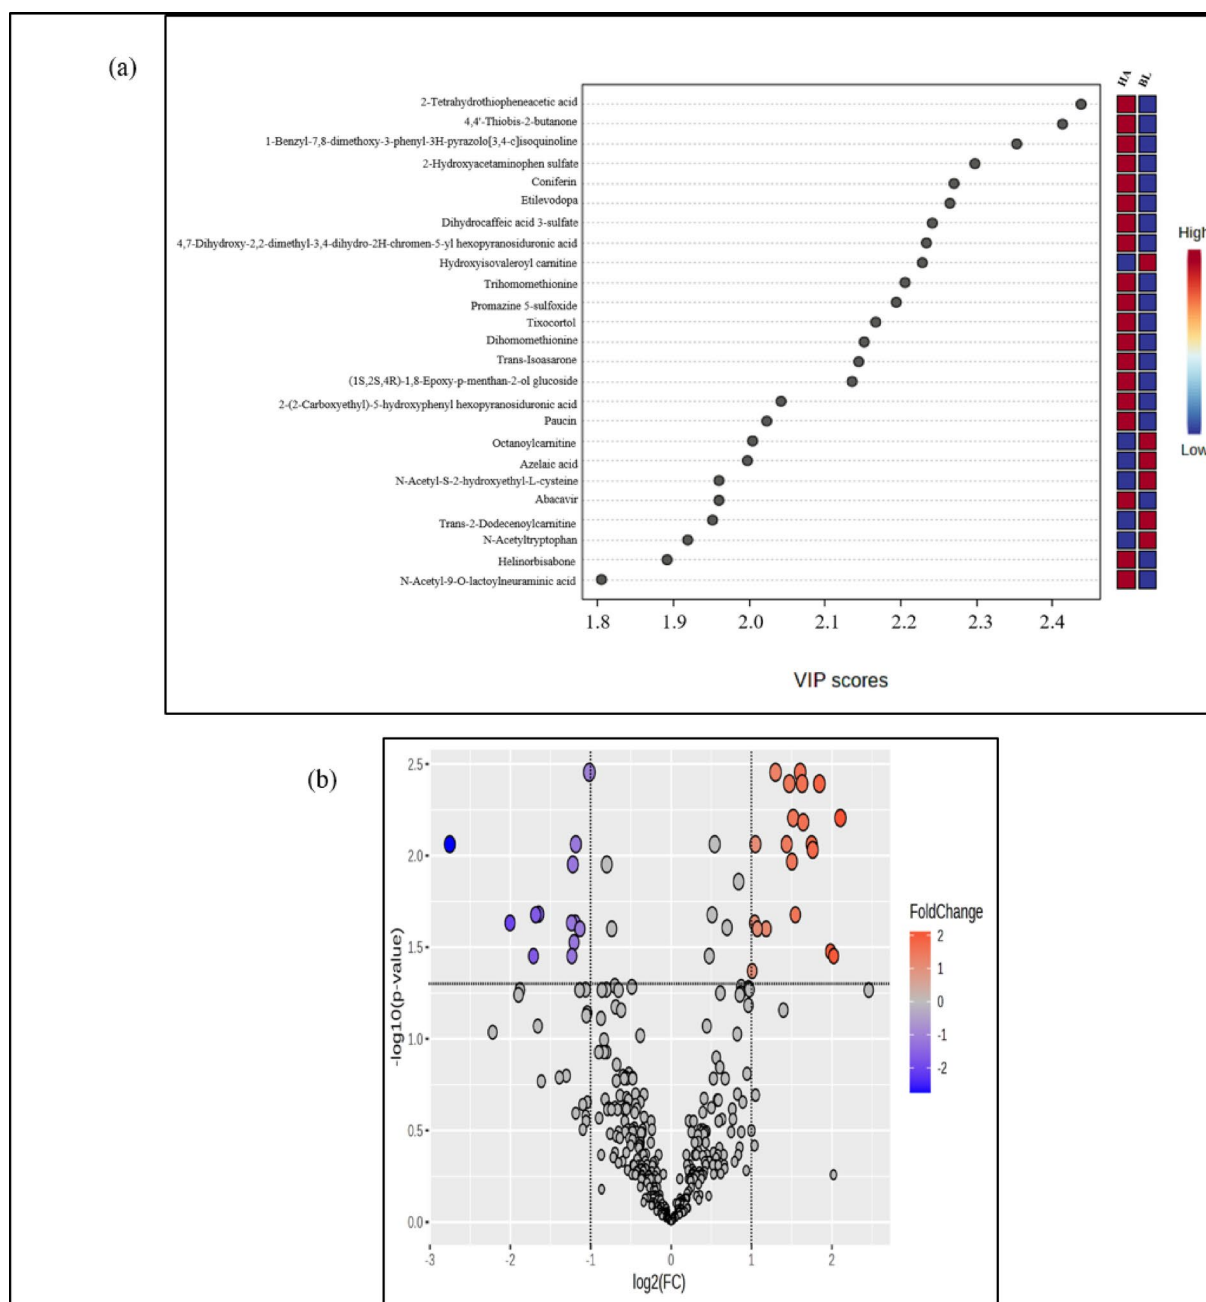 (a)
HA BL
2-Tetrahydrothiopheneacetic acid
4,4'-Thiobis-2-butanone
1-Benzyl-7,8-dimethoxy-3-phenyl-3H-pyrazolo[3,4-c]isoquinoline
2-Hydroxyacetaminophen sulfate
Coniferin
Etilevodopa
Dihydrocaffeic acid 3-sulfate
4,7-Dihydroxy-2,2-dimethyl-3,4-dihydro-2H-chromen-5-yl hexopyranosiduronic acid
Hydroxyisovaleroyl carnitine
Trihomomethionine
Promazine 5-sulfoxide
Tixocortol
Dihomomethionine
Trans-Isoasarone
(1S,2S,4R)-1,8-Epoxy-p-menthan-2-ol glucoside
2-(2-Carboxyethyl)-5-hydroxyphenyl hexopyranosiduronic acid
Paucin
Octanoylcarnitine
Azelaic acid
N-Acetyl-S-2-hydroxyethyl-L-cysteine
Abacavir
Trans-2-Dodecenoylcarnitine
N-Acetyltryptophan
Helinorbisabone
N-Acetyl-9-O-lactoylneuraminic acid
High
Low
1.8 1.9 2.0 2.1 2.2 2.3 2.4
VIP scores
(b)
2.5
2.0
1.5
1.0
0.5
0.0
-log10(p-value)
-3 -2 -1 0 1 2
log2(FC)
FoldChange
2
1
0
-1
-2